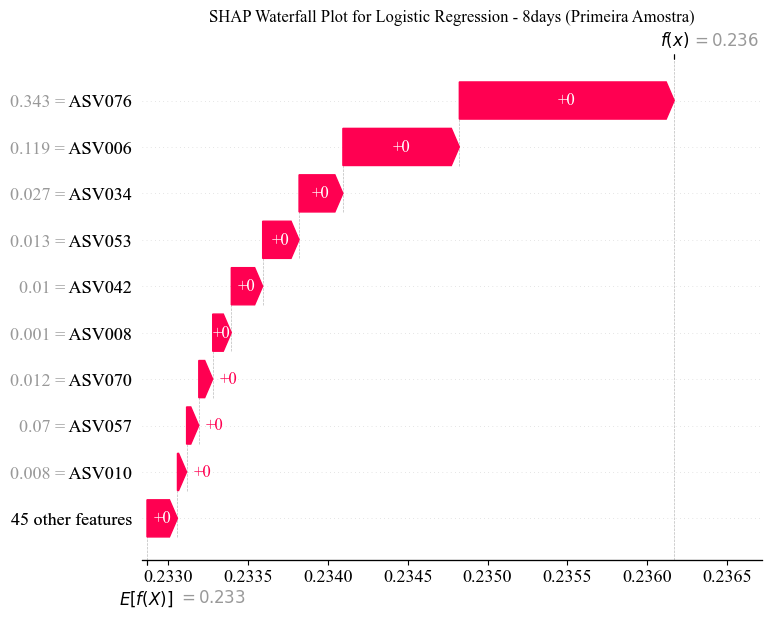 SHAP Waterfall Plot for Logistic Regression - 8days (Primeira Amostra)
f(x) = 0.236
0.343 = ASV076 +0
0.119 = ASV006 +0
0.027 = ASV034 +0
0.013 = ASV053 +0
0.01 = ASV042 +0
0.001 = ASV008 +0
0.012 = ASV070 +0
0.07 = ASV057 +0
0.008 = ASV010 +0
45 other features +0
0.2330 0.2335 0.2340 0.2345 0.2350 0.2355 0.2360 0.2365
E[f(X)] = 0.233